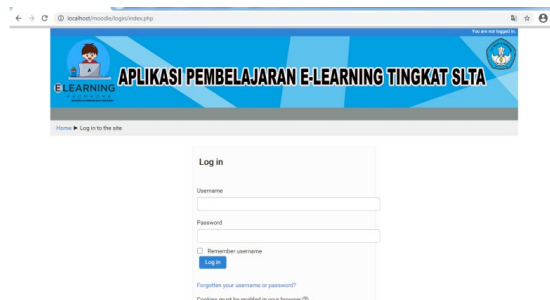 localhost/moodle/login/index.php
You are not logged in.
APLIKASI PEMBELAJARAN E-LEARNING TINGKAT SLTA
ELEARNING
Home ► Log in to the site
Log in
Username
Password
Remember username
Log in
Forgotten your username or password?
Cookies must be enabled in your browser